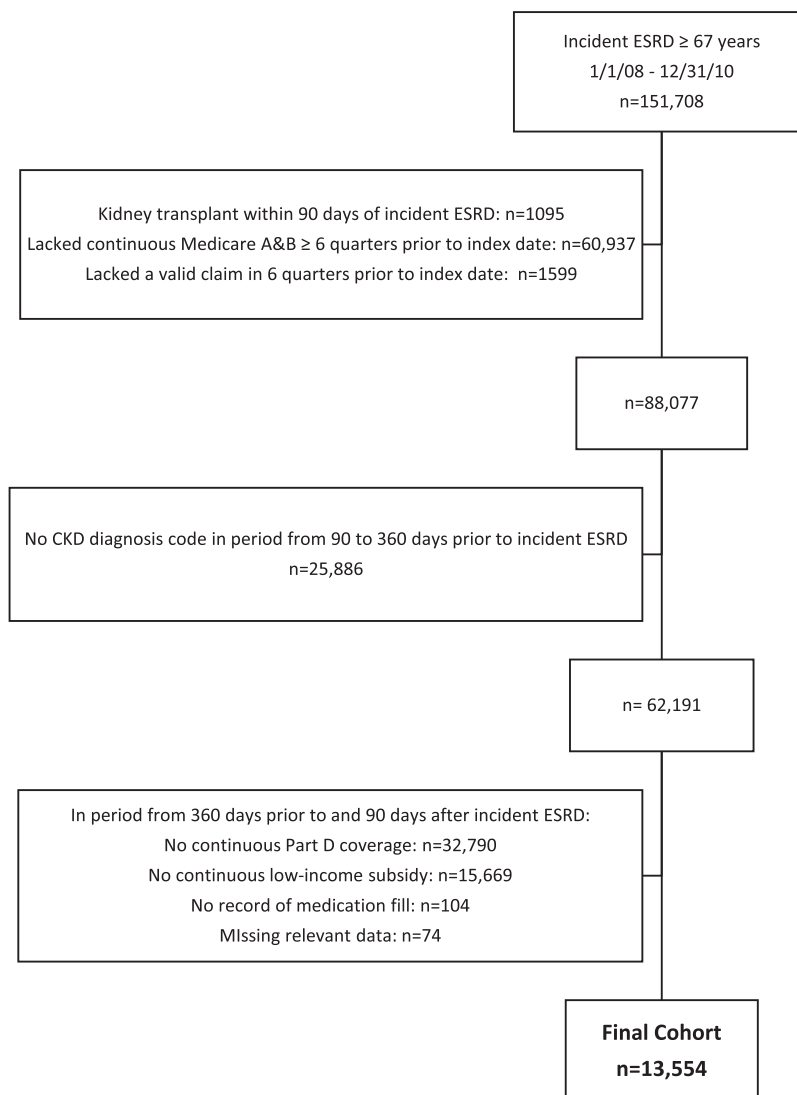 Incident ESRD ≥ 67 years
1/1/08 - 12/31/10
n=151,708
Kidney transplant within 90 days of incident ESRD: n=1095
Lacked continuous Medicare A&B ≥ 6 quarters prior to index date: n=60,937
Lacked a valid claim in 6 quarters prior to index date:  n=1599
n=88,077
No CKD diagnosis code in period from 90 to 360 days prior to incident ESRD
n=25,886
n= 62,191
In period from 360 days prior to and 90 days after incident ESRD:
No continuous Part D coverage: n=32,790
No continuous low-income subsidy: n=15,669
No record of medication fill: n=104
MIssing relevant data: n=74
Final Cohort
n=13,554